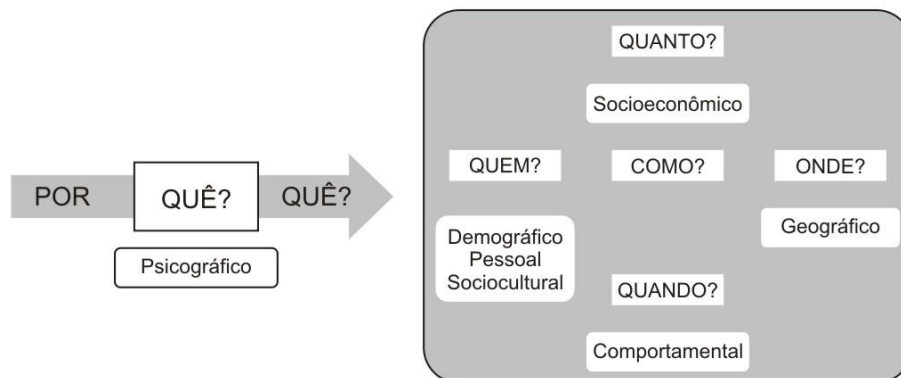 POR QUÊ? QUÊ?
Psicográfico
QUANTO?
Socioeconômico
QUEM? COMO? ONDE?
Demográfico
Pessoal
Sociocultural
Geográfico
QUANDO?
Comportamental